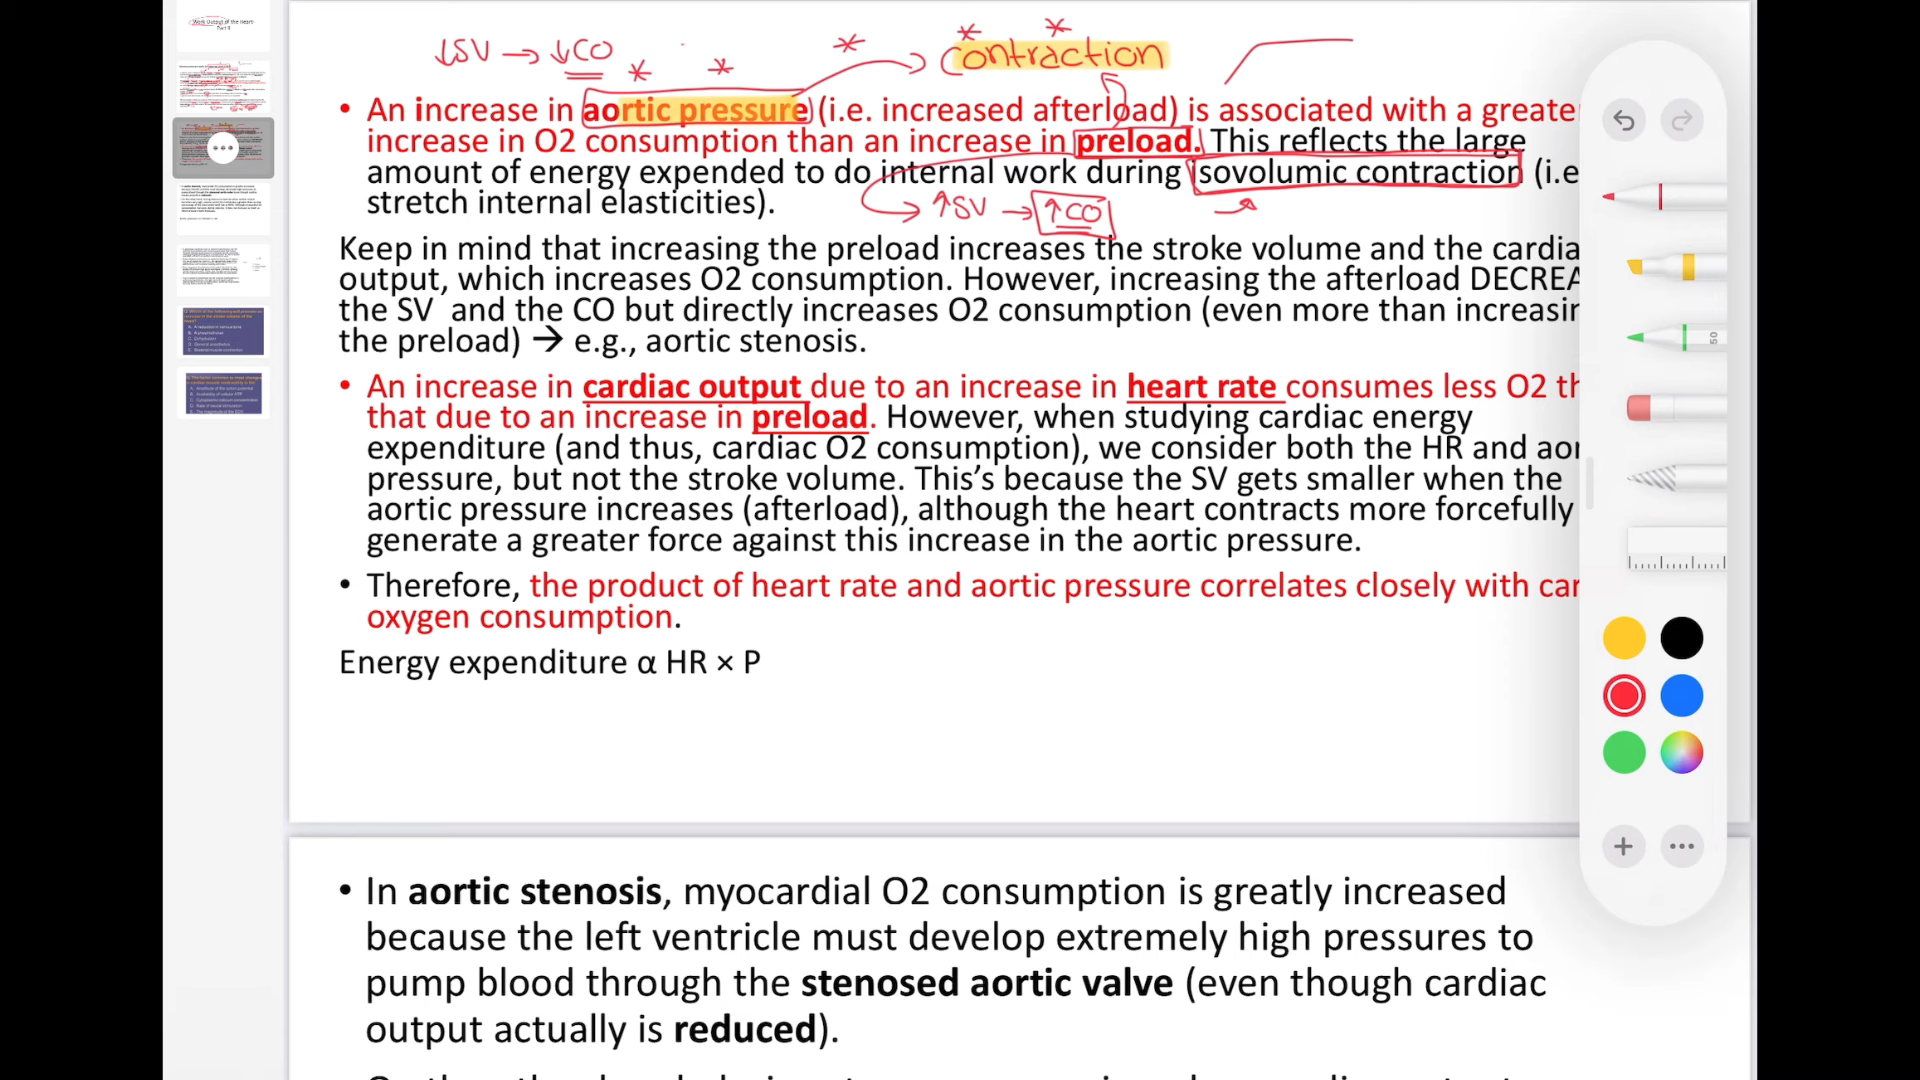 Work Output of the Heart
Part II
↓SV → ↓CO
* * * * *
Contraction
• An increase in aortic pressure (i.e. increased afterload) is associated with a greate
increase in O2 consumption than an increase in preload. This reflects the large
amount of energy expended to do internal work during isovolumic contraction (i.e
stretch internal elasticities).
↑SV → ↑CO
Keep in mind that increasing the preload increases the stroke volume and the cardia
output, which increases O2 consumption. However, increasing the afterload DECREA
the SV and the CO but directly increases O2 consumption (even more than increasin
the preload) → e.g., aortic stenosis.
• An increase in cardiac output due to an increase in heart rate consumes less O2 th
that due to an increase in preload. However, when studying cardiac energy
expenditure (and thus, cardiac O2 consumption), we consider both the HR and aor
pressure, but not the stroke volume. This's because the SV gets smaller when the
aortic pressure increases (afterload), although the heart contracts more forcefully
generate a greater force against this increase in the aortic pressure.
• Therefore, the product of heart rate and aortic pressure correlates closely with car
oxygen consumption.
Energy expenditure α HR × P
• In aortic stenosis, myocardial O2 consumption is greatly increased
because the left ventricle must develop extremely high pressures to
pump blood through the stenosed aortic valve (even though cardiac
output actually is reduced).
50